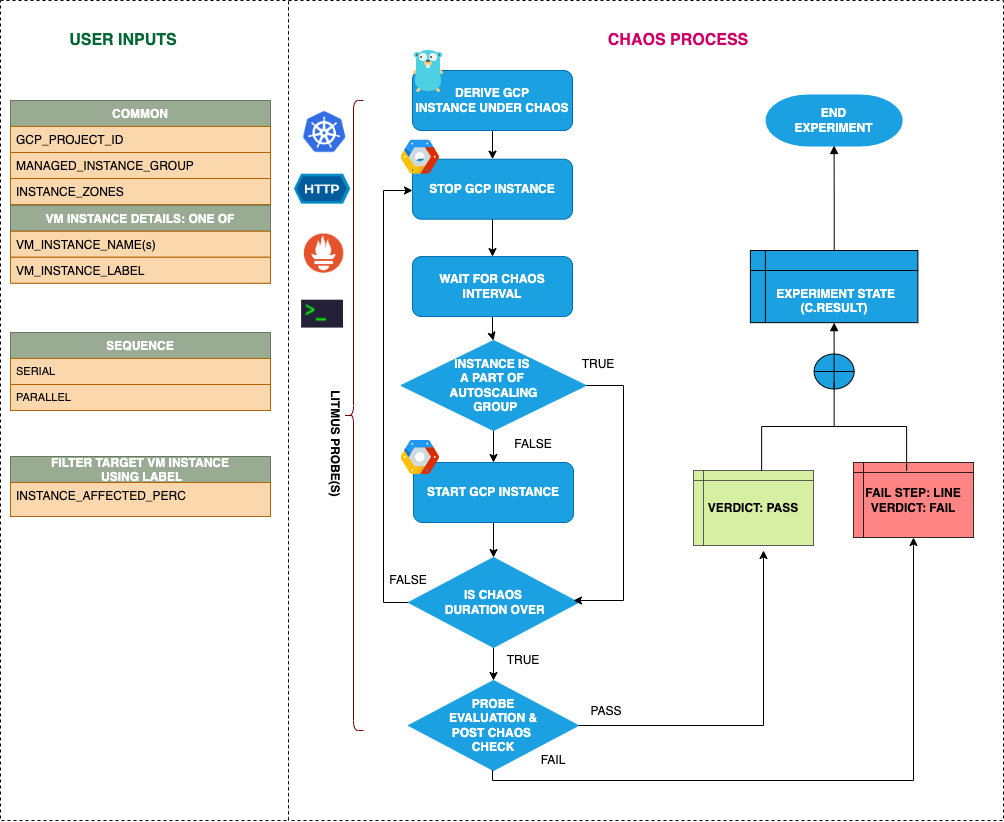 USER INPUTS
COMMON
GCP_PROJECT_ID
MANAGED_INSTANCE_GROUP
INSTANCE_ZONES
VM INSTANCE DETAILS: ONE OF
VM_INSTANCE_NAME(s)
VM_INSTANCE_LABEL
SEQUENCE
SERIAL
PARALLEL
FILTER TARGET VM INSTANCE
USING LABEL
INSTANCE_AFFECTED_PERC
CHAOS PROCESS
HTTP
>_
LITMUS PROBE(S)
DERIVE GCP
INSTANCE UNDER CHAOS
STOP GCP INSTANCE
WAIT FOR CHAOS
INTERVAL
INSTANCE IS
A PART OF
AUTOSCALING
GROUP
TRUE
FALSE
START GCP INSTANCE
FALSE
IS CHAOS
DURATION OVER
TRUE
PROBE
EVALUATION &
POST CHAOS
CHECK
PASS
FAIL
END
EXPERIMENT
EXPERIMENT STATE
(C.RESULT)
VERDICT: PASS
FAIL STEP: LINE
VERDICT: FAIL